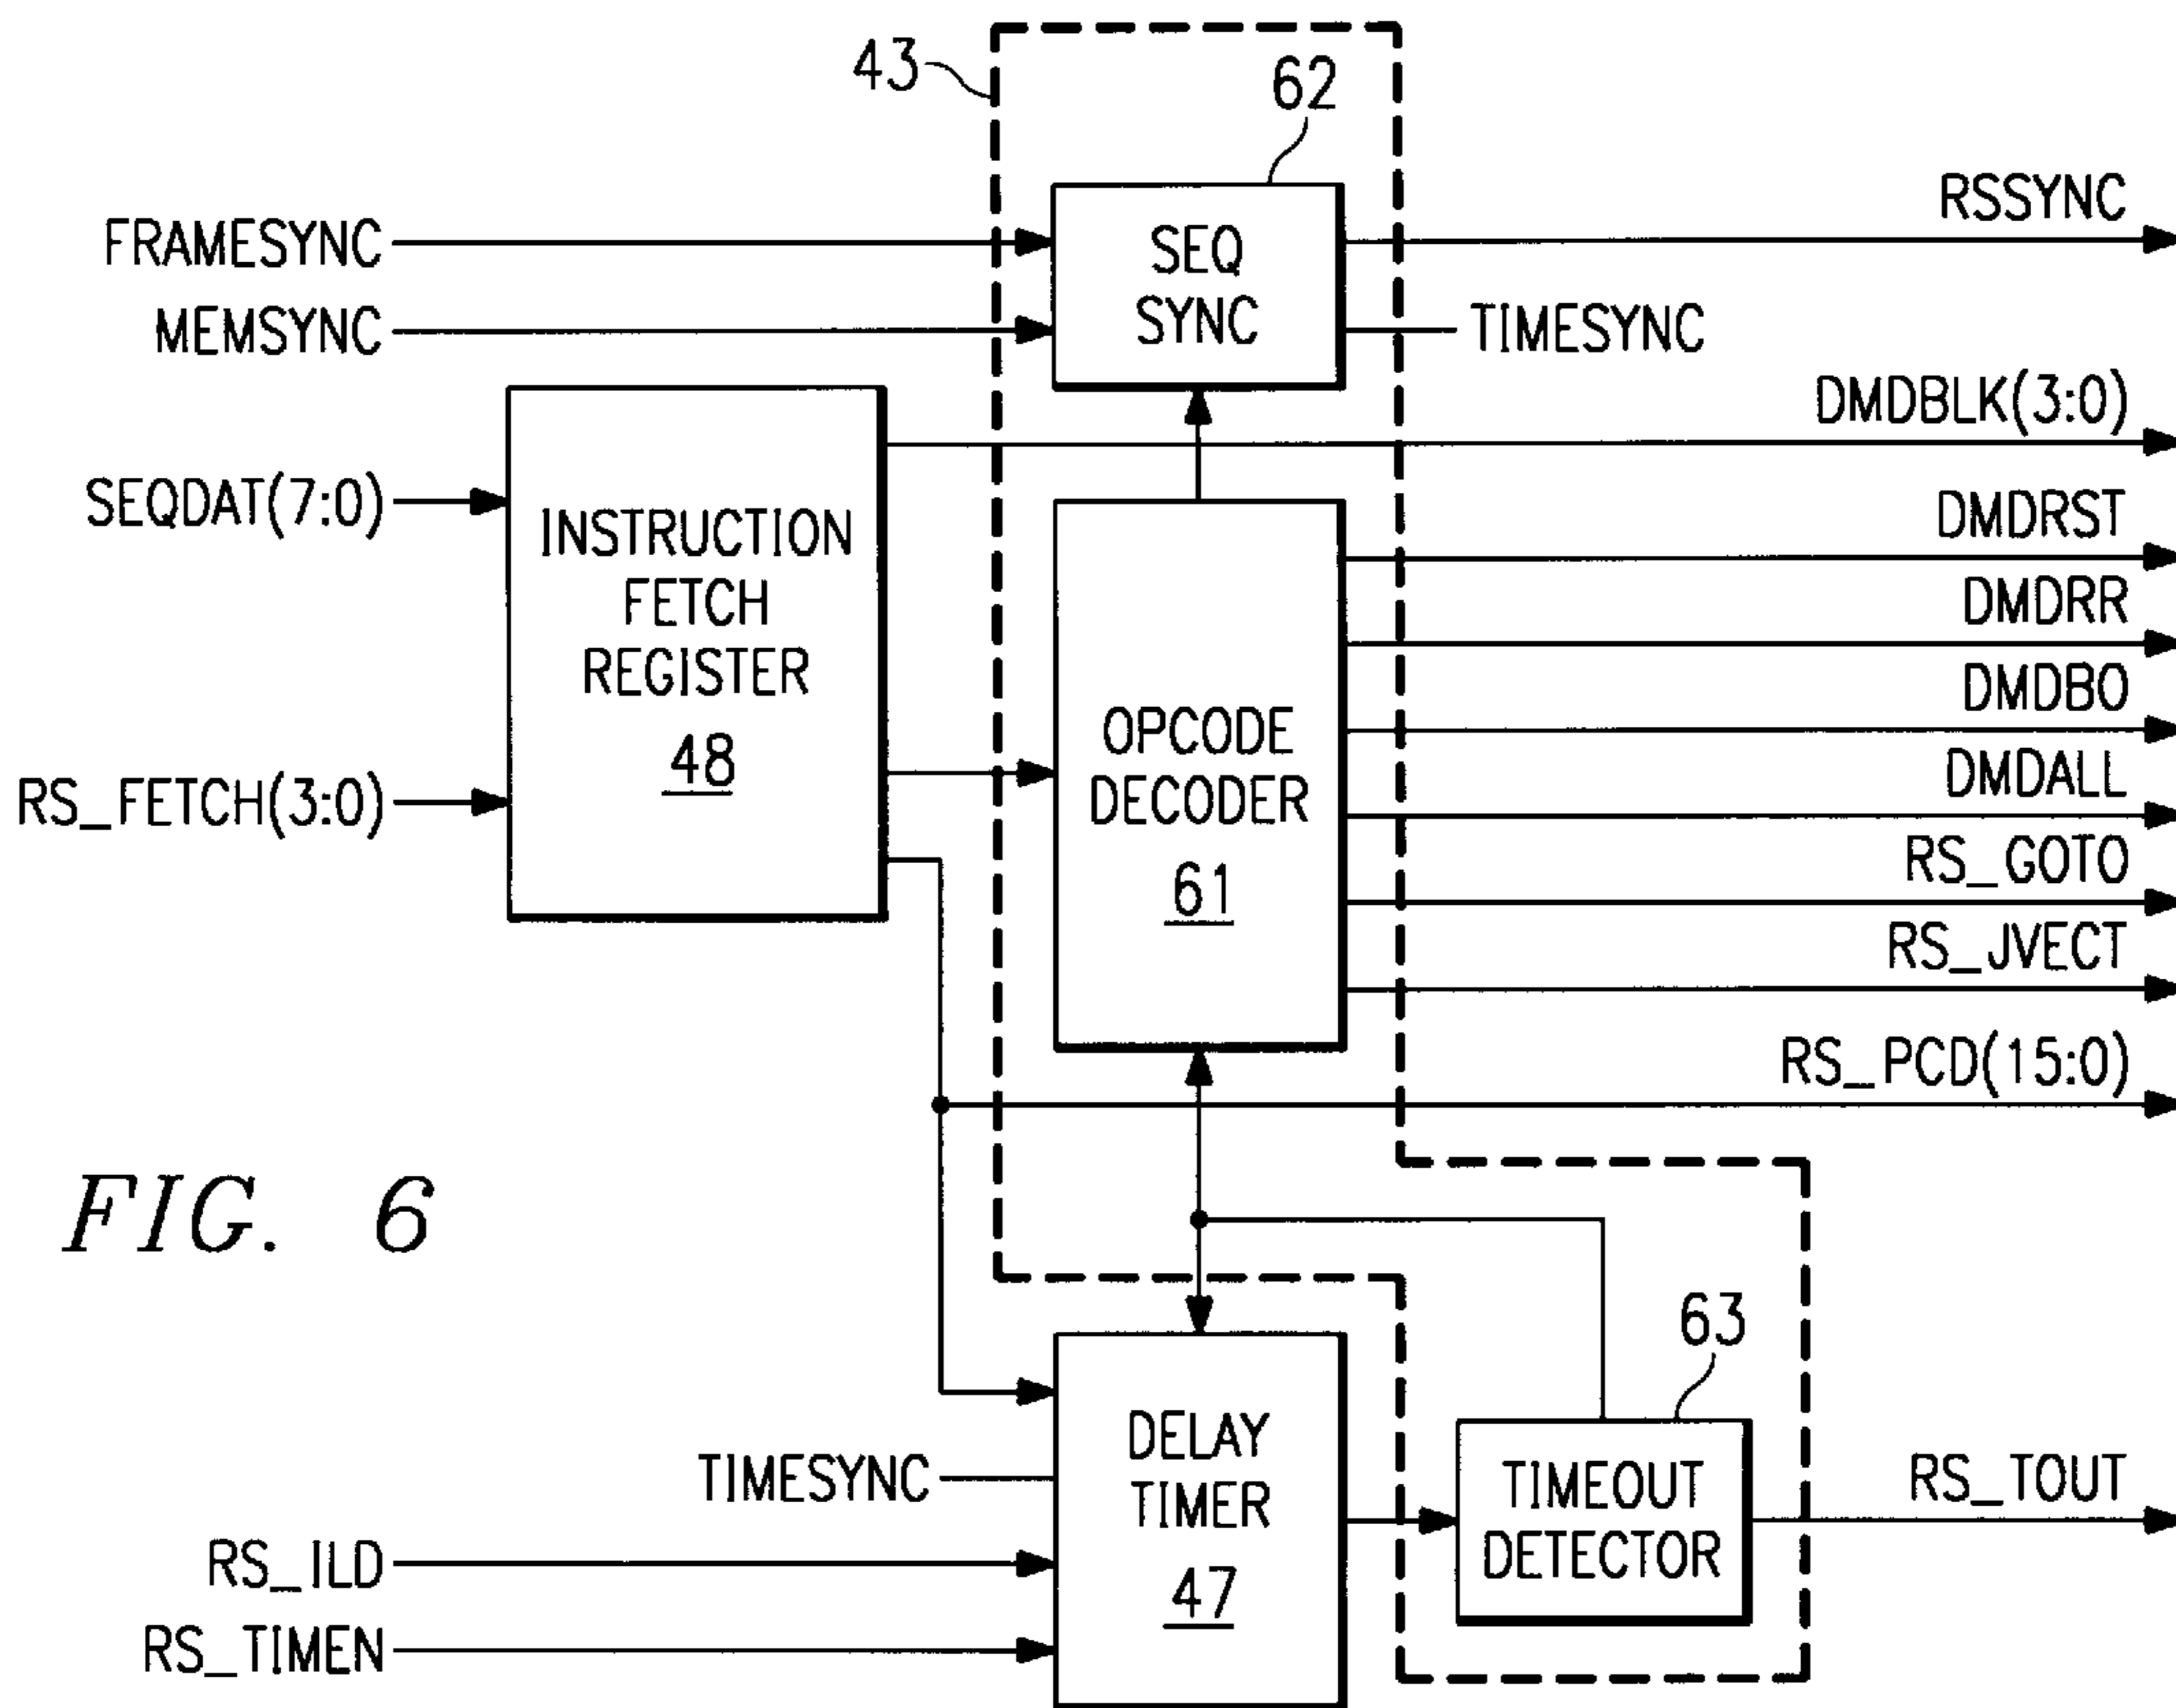 43
62
FRAMESYNC
MEMSYNC
SEQ
SYNC
RSSYNC
TIMESYNC
DMDBLK(3:0)
SEQDAT(7:0)
RS_FETCH(3:0)
INSTRUCTION
FETCH
REGISTER
48
OPCODE
DECODER
61
DMDRST
DMDRR
DMDBO
DMDALL
RS_GOTO
RS_JVECT
RS_PCD(15:0)
FIG. 6
63
TIMESYNC
RS_ILD
RS_TIMEN
DELAY
TIMER
47
TIMEOUT
DETECTOR
RS_TOUT